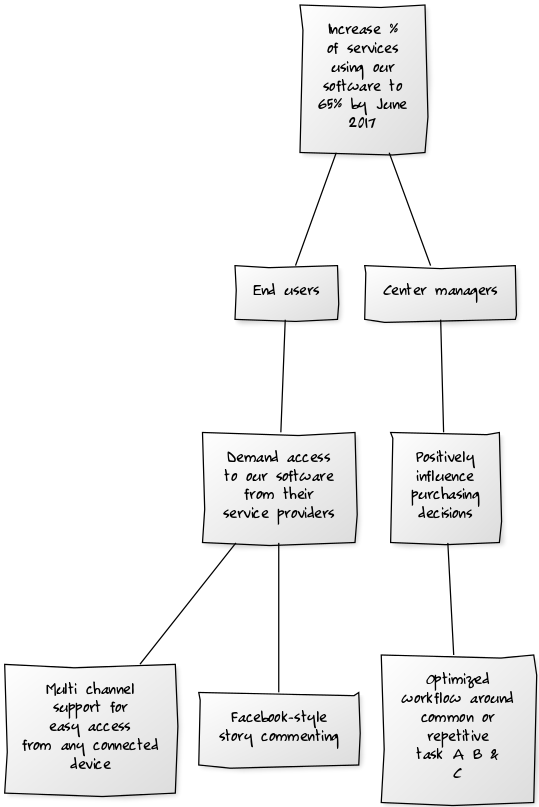 Increase %
of services
using our
software to
65% by June
2017
End users
Center managers
Demand access
to our software
from their
service providers
Positively
influence
purchasing
decisions
Multi channel
support for
easy access
from any connected
device
Facebook-style
story commenting
Optimized
workflow around
common or
repetitive
task A B &
C